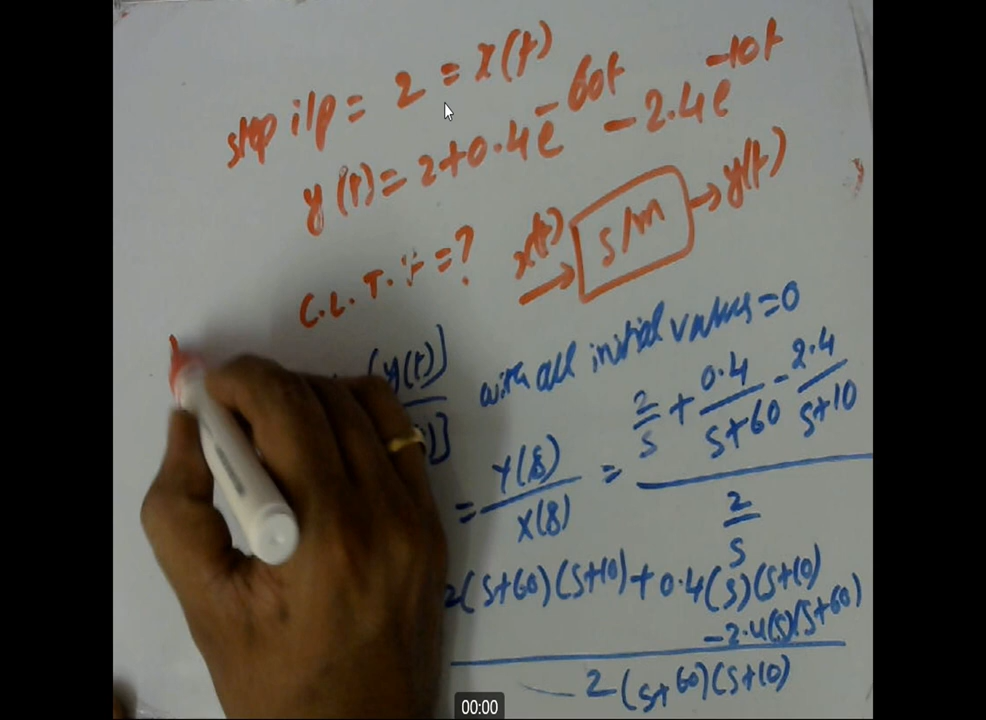 step i/p = 2 = X(t)
y(t) = 2+0.4e^-60t - 2.4e^-10t
x(t) S/m y(t)
C.L.T.F = ?
[y(t)] with all initial values = 0
= Y(s)/X(s) = 2/s + 0.4/s+60 - 2.4/s+10
2/s
2(s+60)(s+10) + 0.4(s)(s+10)
-2.4(s)(s+60)
2(s+60)(s+10)
00:00